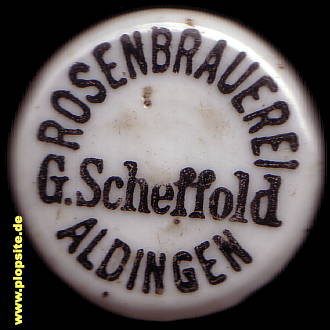 ROSENBRAUEREI
G. Scheffold
ALDINGEN
© www.plopsite.de